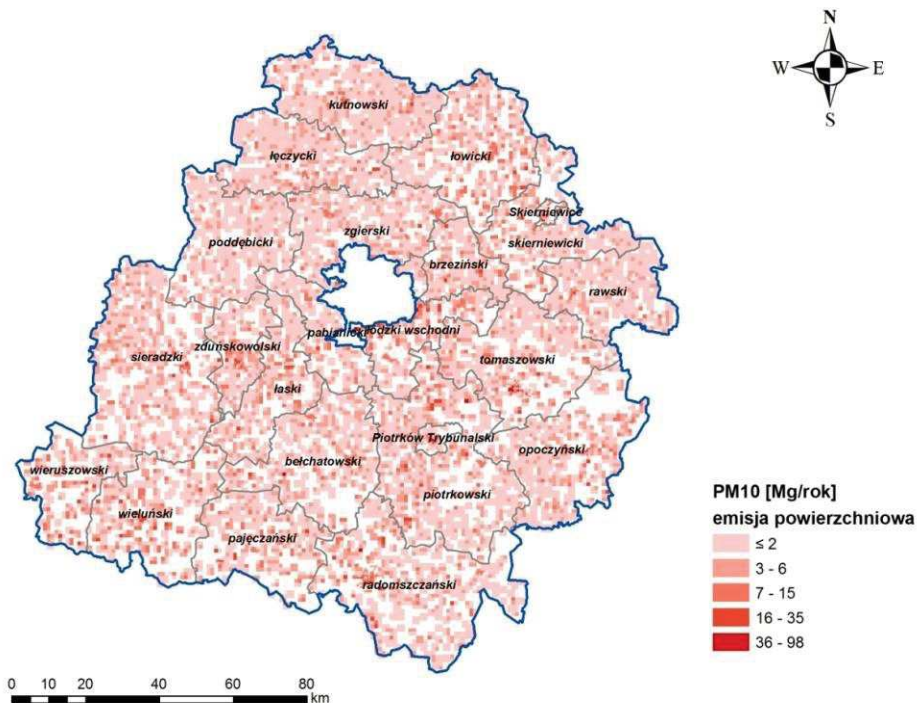 N
W E
S
kutnowski
łęczycki
łowicki
Skierniewice
zgierski
skierniewicki
poddębicki
brzeziński
rawski
pabianicki
łódzki wschodni
zduńskowolski
sieradzki
tomaszowski
łaski
Piotrków Trybunalski
opoczyński
bełchatowski
wieruszowski
piotrkowski
wieluński
pajęczański
radomszczański
PM10 [Mg/rok]
emisja powierzchniowa
≤ 2
3 - 6
7 - 15
16 - 35
36 - 98
0 10 20 40 60 80
km